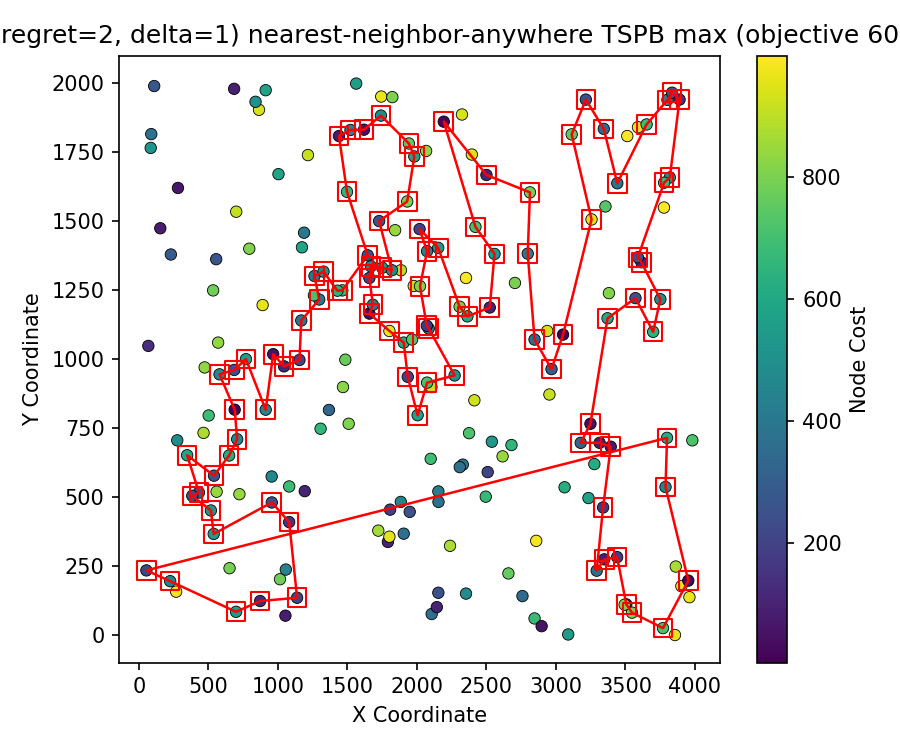 regret=2, delta=1) nearest-neighbor-anywhere TSPB max (objective 60
2000
1750
1500
1250
1000
750
500
250
0
Y Coordinate
0 500 1000 1500 2000 2500 3000 3500 4000
X Coordinate
800
600
400
200
Node Cost